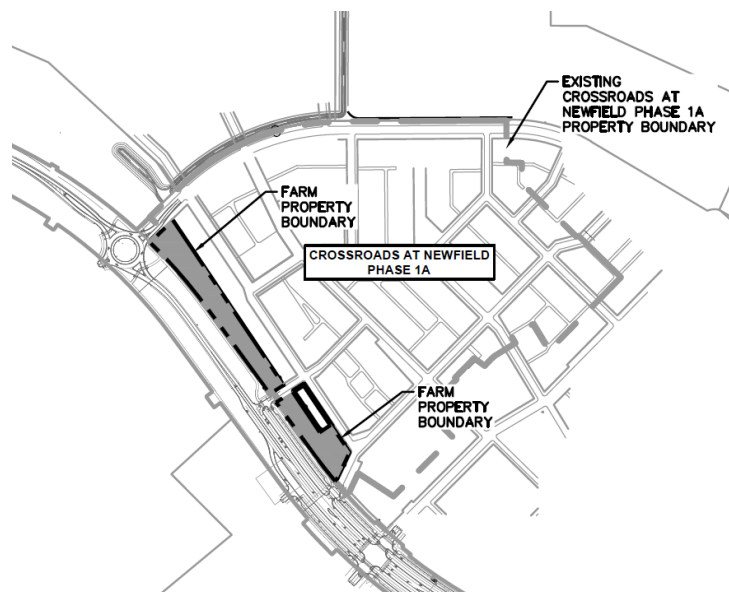 EXISTING
CROSSROADS AT
NEWFIELD PHASE 1A
PROPERTY BOUNDARY
FARM
PROPERTY
BOUNDARY
CROSSROADS AT NEWFIELD
PHASE 1A
FARM
PROPERTY
BOUNDARY